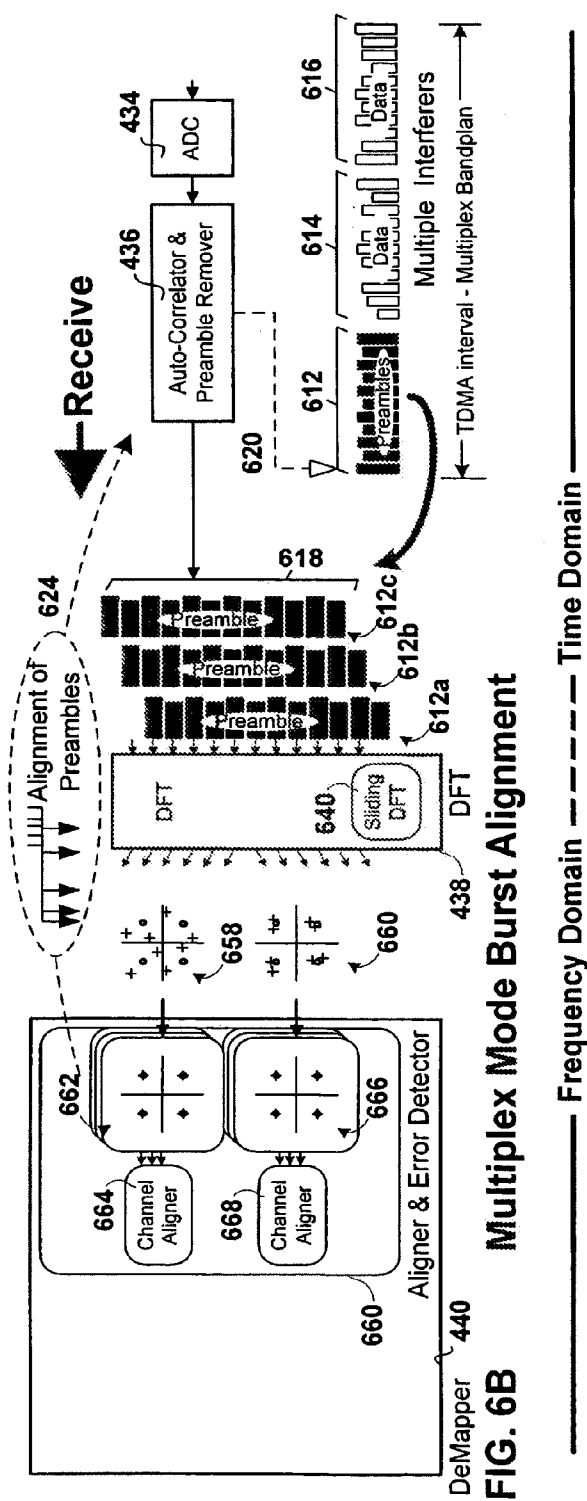 Receive
434
ADC
436
Auto-Correlator &
Preamble Remover
624
Alignment of
Preambles
620
612
614
616
Preambles
Data
Data
Multiple Interferers
TDMA interval - Multiplex Bandplan
618
Preamble
Preamble
Preamble
612c
612b
612a
DFT
640
Sliding
DFT
DFT
438
658
660
662
664
Channel
Aligner
666
668
Channel
Aligner
660
Aligner & Error Detector
440
DeMapper
FIG. 6B
Multiplex Mode Burst Alignment
Frequency Domain
Time Domain